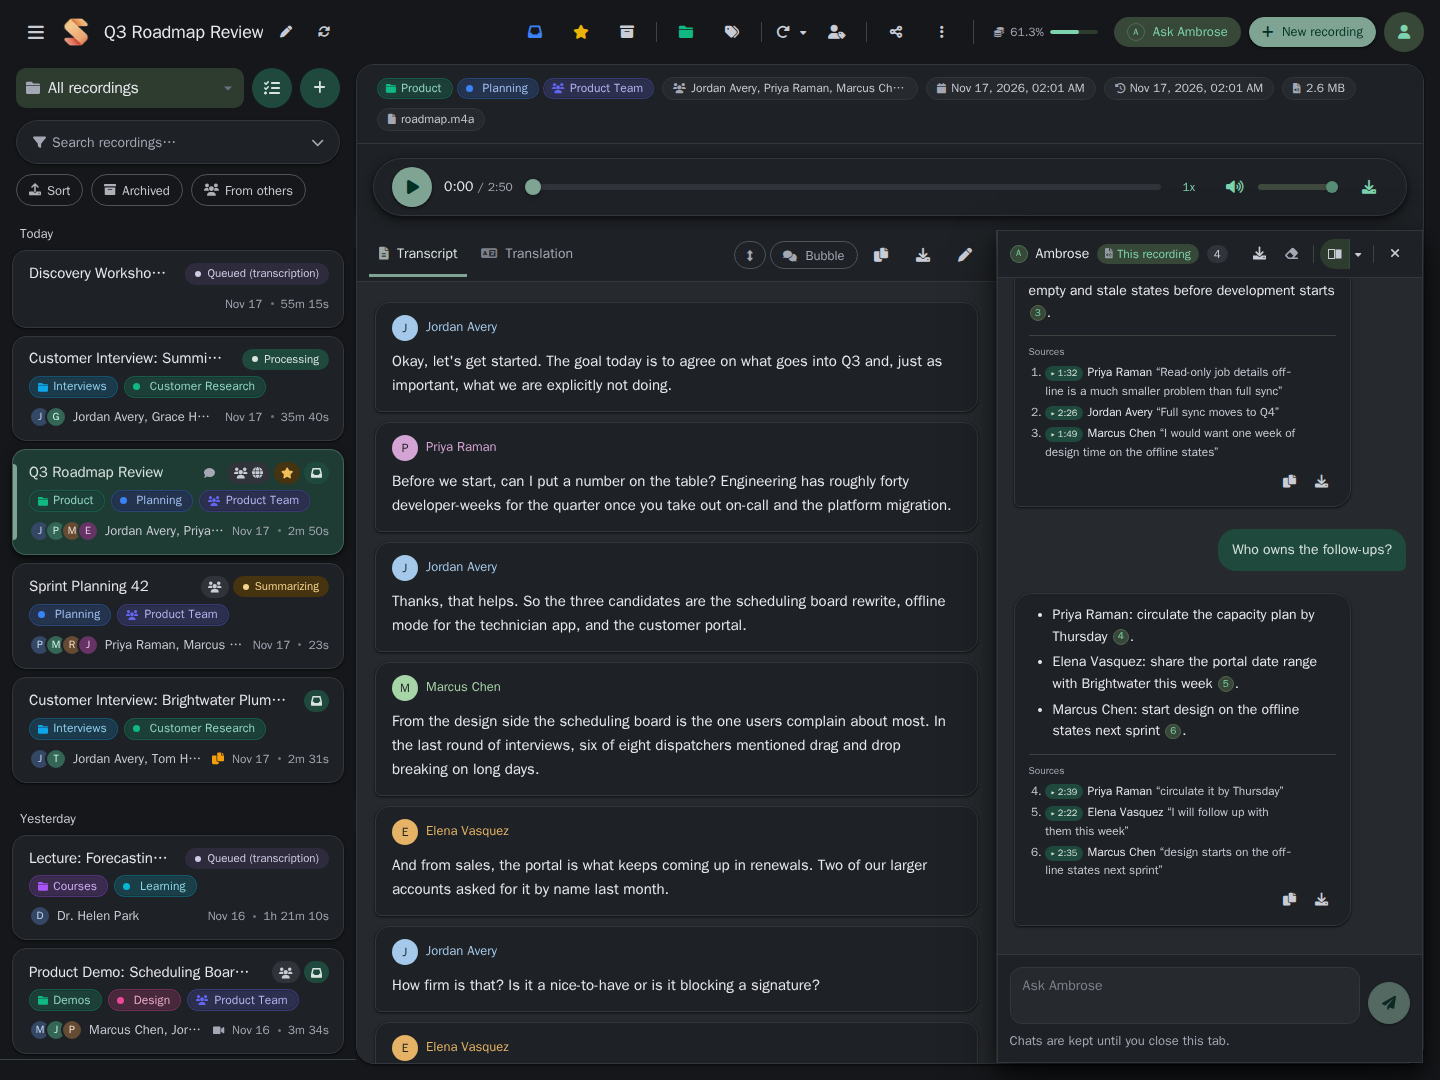 Q3 Roadmap Review
61.3%
A Ask Ambrose
New recording
All recordings
Search recordings···
Sort
Archived
From others
Today
Discovery Worksho···
Queued (transcription)
Nov 17 • 55m 15s
Customer Interview: Summi···
Processing
Interviews
Customer Research
J G Jordan Avery, Grace H··· Nov 17 • 35m 40s
Q3 Roadmap Review
Product
Planning
Product Team
J P M E Jordan Avery, Priya··· Nov 17 • 2m 50s
Sprint Planning 42
Summarizing
Planning
Product Team
P M R J Priya Raman, Marcus ··· Nov 17 • 23s
Customer Interview: Brightwater Plum···
Interviews
Customer Research
J T Jordan Avery, Tom H··· Nov 17 • 2m 31s
Yesterday
Lecture: Forecastin···
Queued (transcription)
Courses
Learning
D Dr. Helen Park Nov 16 • 1h 21m 10s
Product Demo: Scheduling Boar···
Demos
Design
Product Team
M J P Marcus Chen, Jor··· Nov 16 • 3m 34s
Product
Planning
Product Team
Jordan Avery, Priya Raman, Marcus Ch···
Nov 17, 2026, 02:01 AM
Nov 17, 2026, 02:01 AM
2.6 MB
roadmap.m4a
0:00 / 2:50
1x
Transcript
Translation
Bubble
J Jordan Avery
Okay, let's get started. The goal today is to agree on what goes into Q3 and, just as
important, what we are explicitly not doing.
P Priya Raman
Before we start, can I put a number on the table? Engineering has roughly forty
developer-weeks for the quarter once you take out on-call and the platform migration.
J Jordan Avery
Thanks, that helps. So the three candidates are the scheduling board rewrite, offline
mode for the technician app, and the customer portal.
M Marcus Chen
From the design side the scheduling board is the one users complain about most. In
the last round of interviews, six of eight dispatchers mentioned drag and drop
breaking on long days.
E Elena Vasquez
And from sales, the portal is what keeps coming up in renewals. Two of our larger
accounts asked for it by name last month.
J Jordan Avery
How firm is that? Is it a nice-to-have or is it blocking a signature?
E Elena Vasquez
A Ambrose
This recording
4
empty and stale states before development starts
3 .
Sources
1. ▸ 1:32 Priya Raman “Read-only job details off-
line is a much smaller problem than full sync”
2. ▸ 2:26 Jordan Avery “Full sync moves to Q4”
3. ▸ 1:49 Marcus Chen “I would want one week of
design time on the offline states”
Who owns the follow-ups?
• Priya Raman: circulate the capacity plan by
Thursday 4 .
• Elena Vasquez: share the portal date range
with Brightwater this week 5 .
• Marcus Chen: start design on the offline
states next sprint 6 .
Sources
4. ▸ 2:39 Priya Raman “circulate it by Thursday”
5. ▸ 2:22 Elena Vasquez “I will follow up with
them this week”
6. ▸ 2:35 Marcus Chen “design starts on the off-
line states next sprint”
Ask Ambrose
Chats are kept until you close this tab.